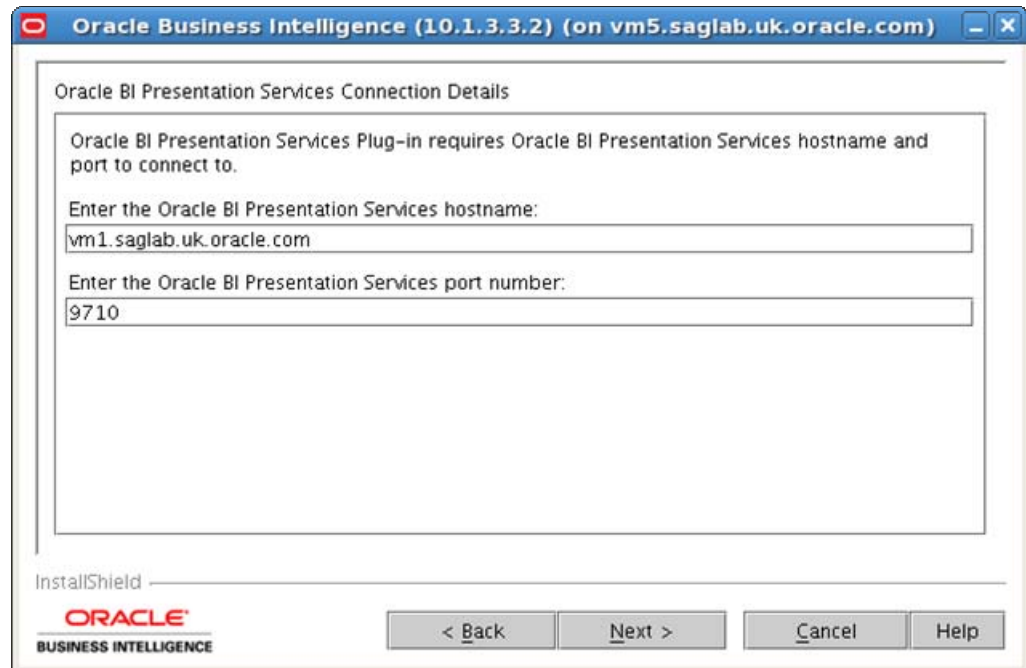 Oracle Business Intelligence (10.1.3.3.2) (on vm5.saglab.uk.oracle.com)
Oracle BI Presentation Services Connection Details
Oracle BI Presentation Services Plug-in requires Oracle BI Presentation Services hostname and
port to connect to.
Enter the Oracle BI Presentation Services hostname:
vm1.saglab.uk.oracle.com
Enter the Oracle BI Presentation Services port number:
9710
InstallShield
ORACLE
BUSINESS INTELLIGENCE
< Back Next > Cancel Help